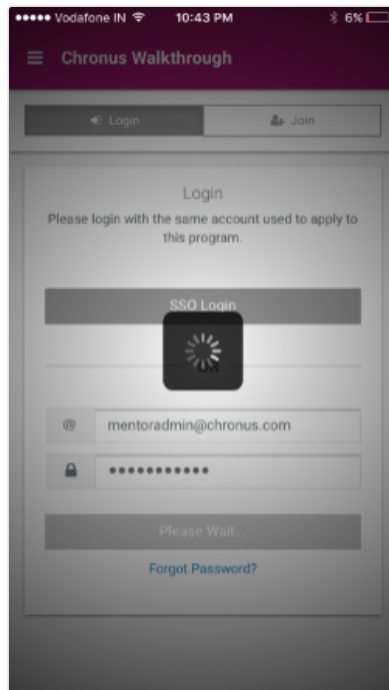 Vodafone IN 10:43 PM 6%
Chronus Walkthrough
Login Join
Login
Please login with the same account used to apply to
this program.
SSO Login
OR
@ mentoradmin@chronus.com
•••••••••••
Please Wait..
Forgot Password?